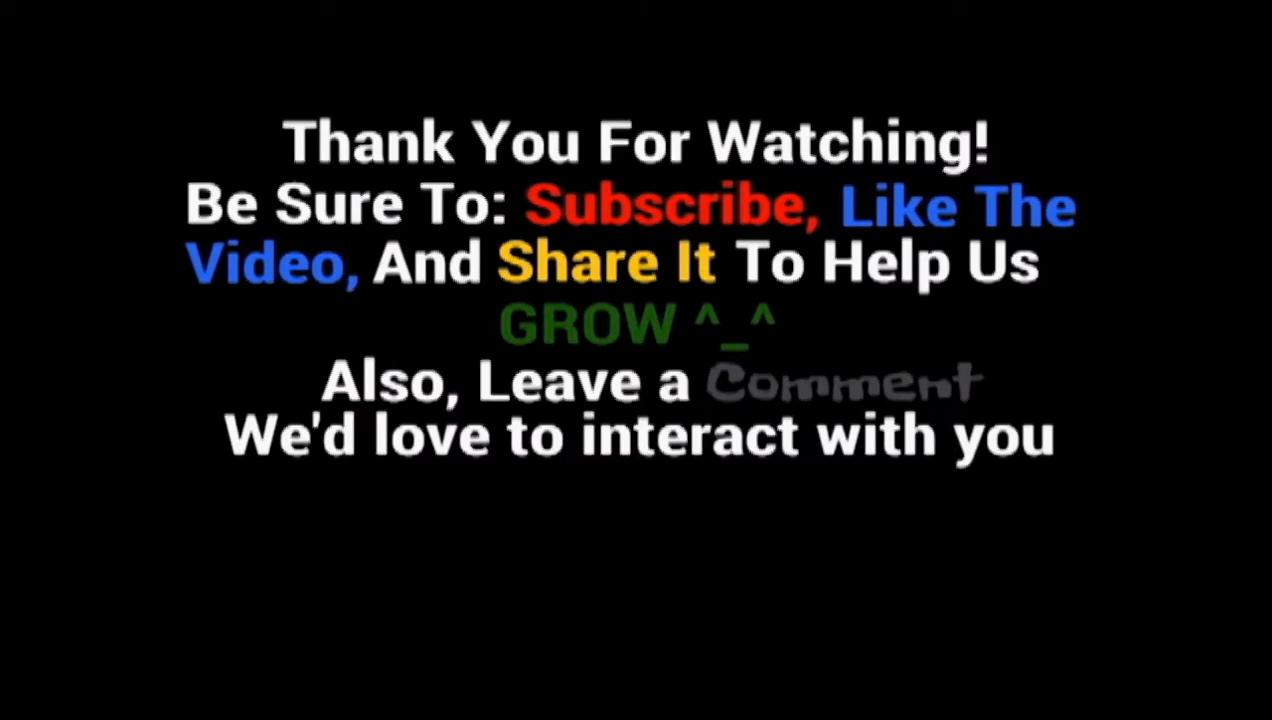 Thank You For Watching!
Be Sure To: Subscribe, Like The
Video, And Share It To Help Us
GROW ^_^
Also, Leave a Comment
We'd love to interact with you